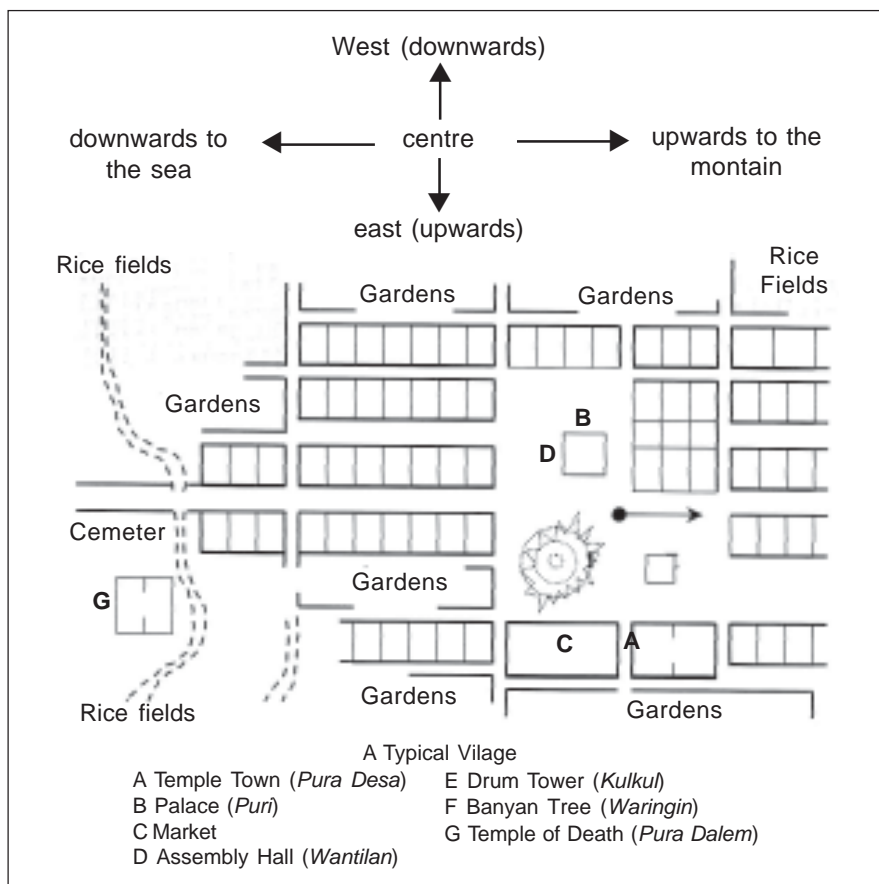 West (downwards)
downwards to
the sea
centre
upwards to the
montain
east (upwards)
Rice fields
Gardens
Gardens
Rice
Fields
Gardens
B
D
Cemeter
Gardens
G
C
A
Rice fields
Gardens
Gardens
A Typical Vilage
A Temple Town (Pura Desa)
B Palace (Puri)
C Market
D Assembly Hall (Wantilan)
E Drum Tower (Kulkul)
F Banyan Tree (Waringin)
G Temple of Death (Pura Dalem)